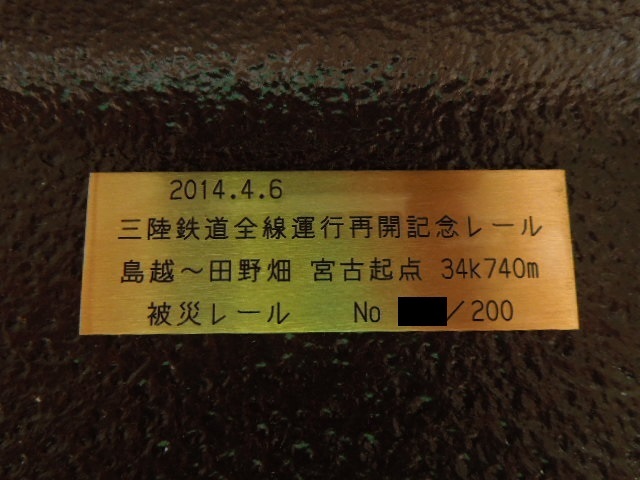 2014.4.6
三陸鉄道全線運行再開記念レール
島越～田野畑 宮古起点 34k740m
被災レール No /200